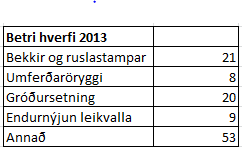 Betri hverfi 2013
Bekkir og ruslastampar 21
Umferðaröryggi 8
Gróðursetning 20
Endurnýjun leikvalla 9
Annað 53